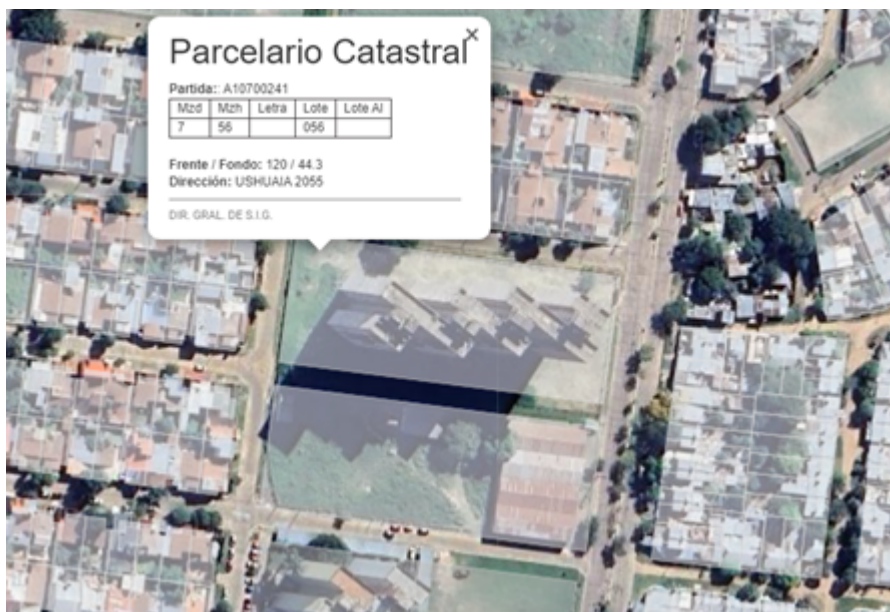 Parcelario Catastral
×
Partida:: A10700241
Mzd Mzh Letra Lote Lote Al
7 56 056
Frente / Fondo: 120 / 44.3
Dirección: USHUAIA 2055
DIR. GRAL. DE S.I.G.